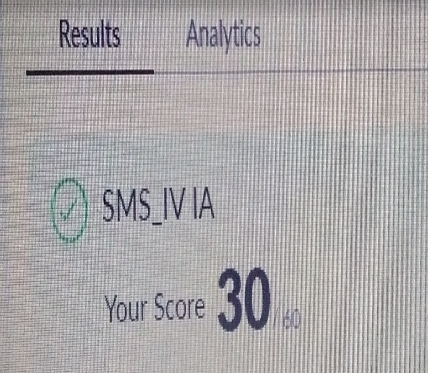 Results Analytics
SMS_IV IA
Your Score 30/60